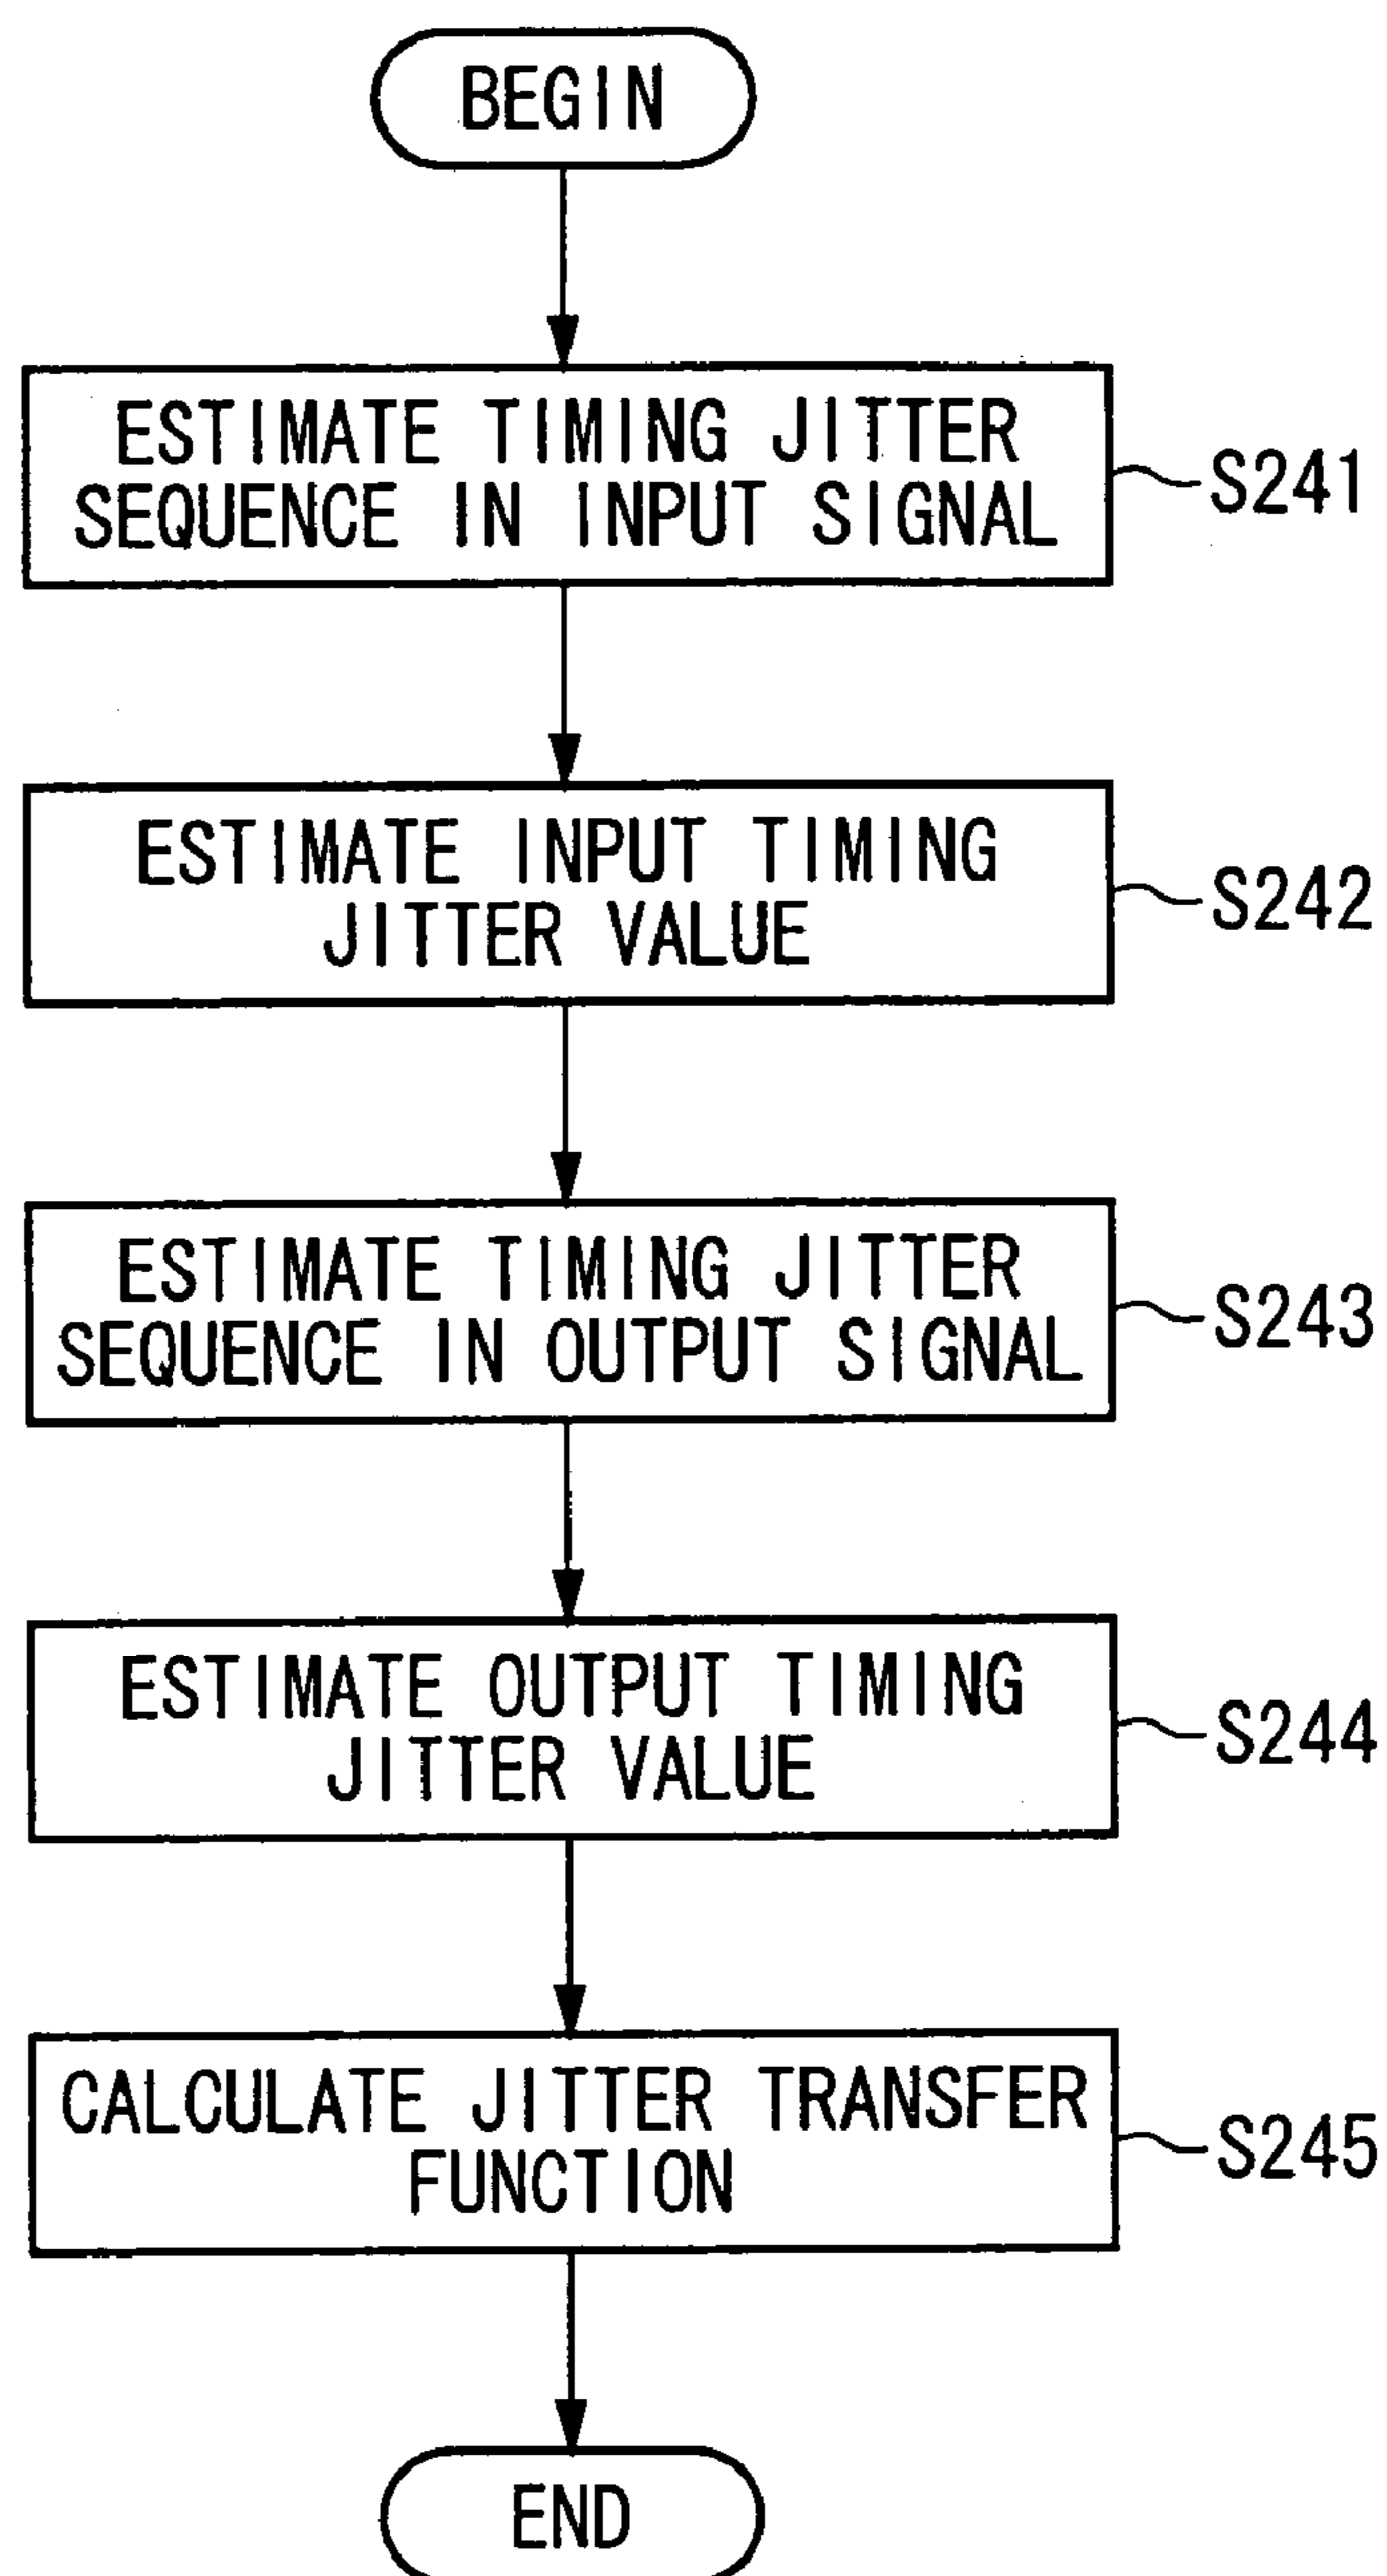 BEGIN
ESTIMATE TIMING JITTER
SEQUENCE IN INPUT SIGNAL
S241
ESTIMATE INPUT TIMING
JITTER VALUE
S242
ESTIMATE TIMING JITTER
SEQUENCE IN OUTPUT SIGNAL
S243
ESTIMATE OUTPUT TIMING
JITTER VALUE
S244
CALCULATE JITTER TRANSFER
FUNCTION
S245
END